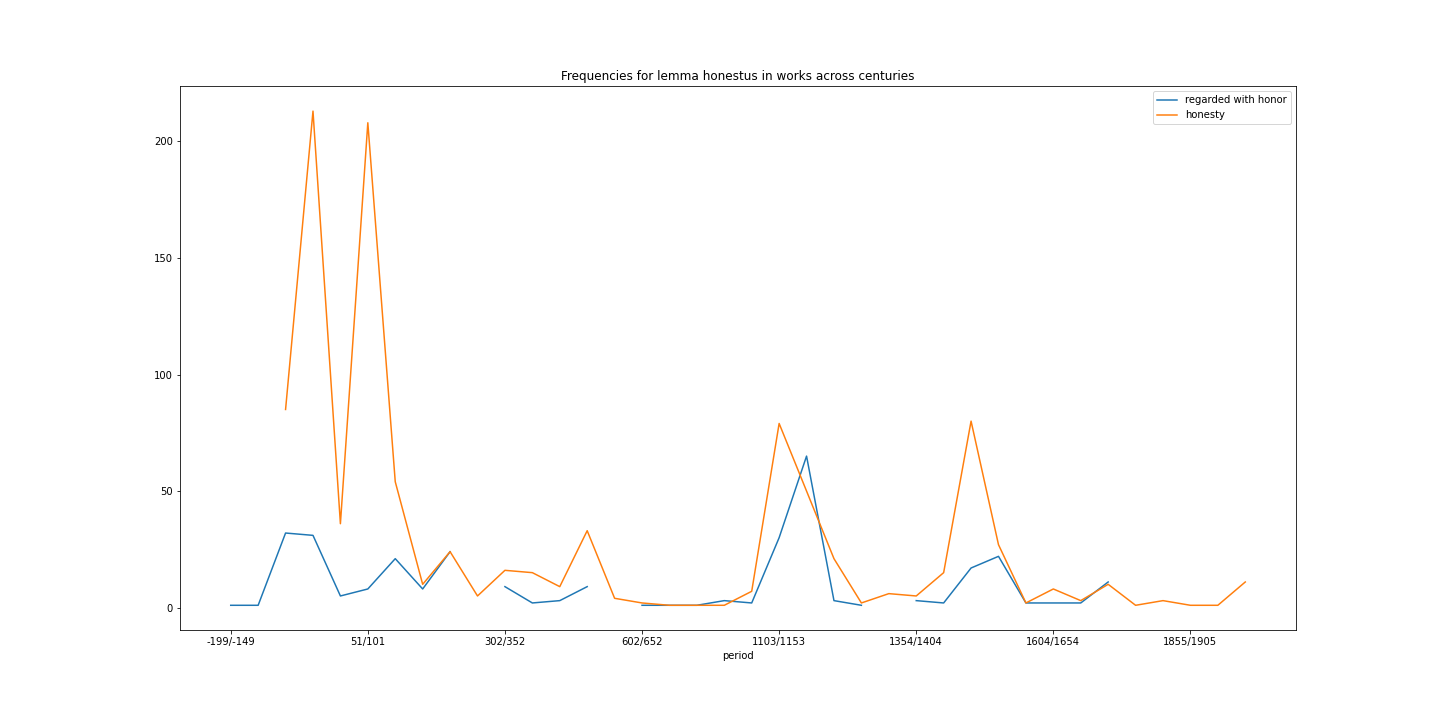 Frequencies for lemma honestus in works across centuries
regarded with honor
honesty
200
150
100
50
0
-199/-149 51/101 302/352 602/652 1103/1153 1354/1404 1604/1654 1855/1905
period